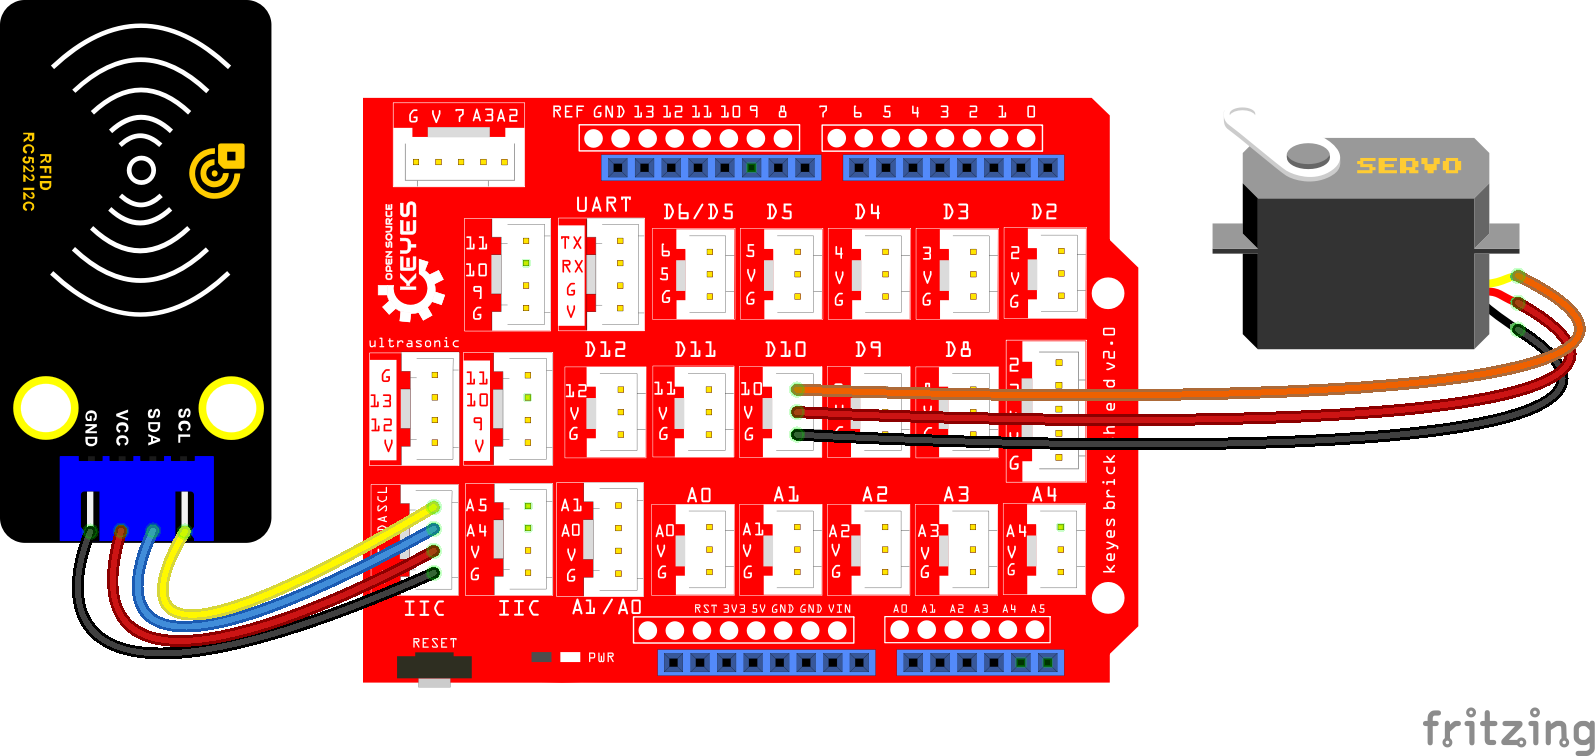 RFID
RC522 I2C
GND VCC SDA SCL
G V 7 A3 A2
REF GND 13 12 11 10 9 8
7 6 5 4 3 2 1 0
OPEN SOURCE
KEYES
11
10
9
G
UART
TX
RX
G
V
D6/D5
6
5
G
D5
5
V
G
D4
4
V
G
D3
3
V
G
D2
2
V
G
ultrasonic
G
13
12
V
11
10
9
V
D12
12
V
G
D11
11
V
G
D10
10
V
G
D9
G
D8
G
2
G
keyes brick
d v2.0
SCL
IIC
A5
A4
V
G
IIC
A1
A0
V
G
A1/A0
A0
A0
V
G
A1
A1
V
G
A2
A2
V
G
A3
A3
V
G
A4
A4
V
G
RST 3V3 5V GND GND VIN
A0 A1 A2 A3 A4 A5
RESET
PWR
SERVO
fritzing